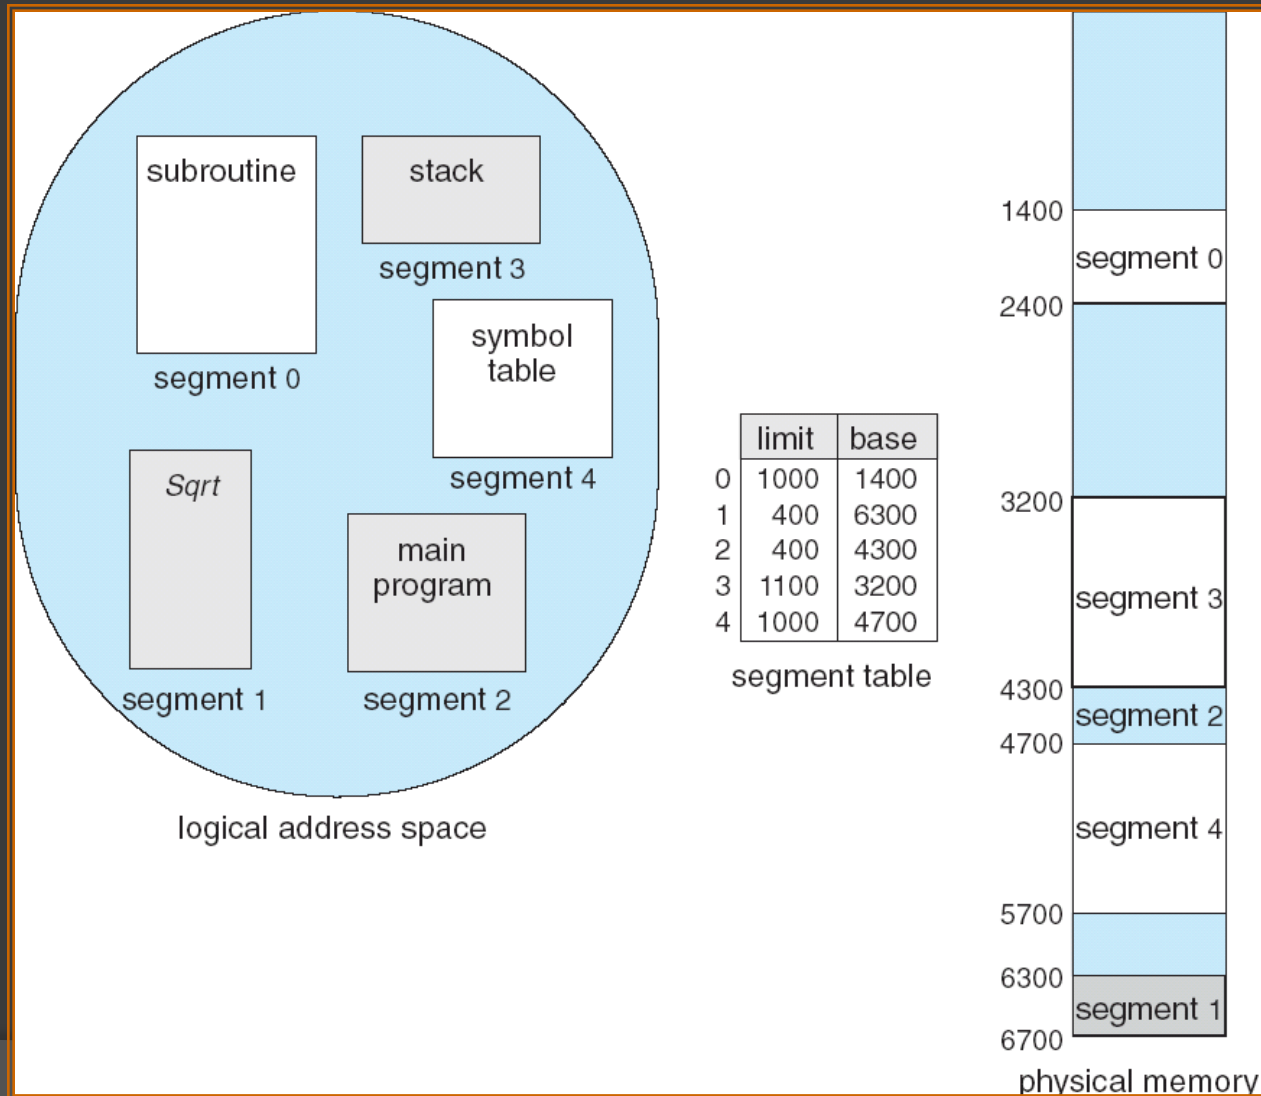 subroutine
segment 0
stack
segment 3
symbol
table
segment 4
Sqrt
segment 1
main
program
segment 2
logical address space
limit base
0 1000 1400
1 400 6300
2 400 4300
3 1100 3200
4 1000 4700
segment table
1400
segment 0
2400
3200
segment 3
4300
segment 2
4700
segment 4
5700
6300
segment 1
6700
physical memory